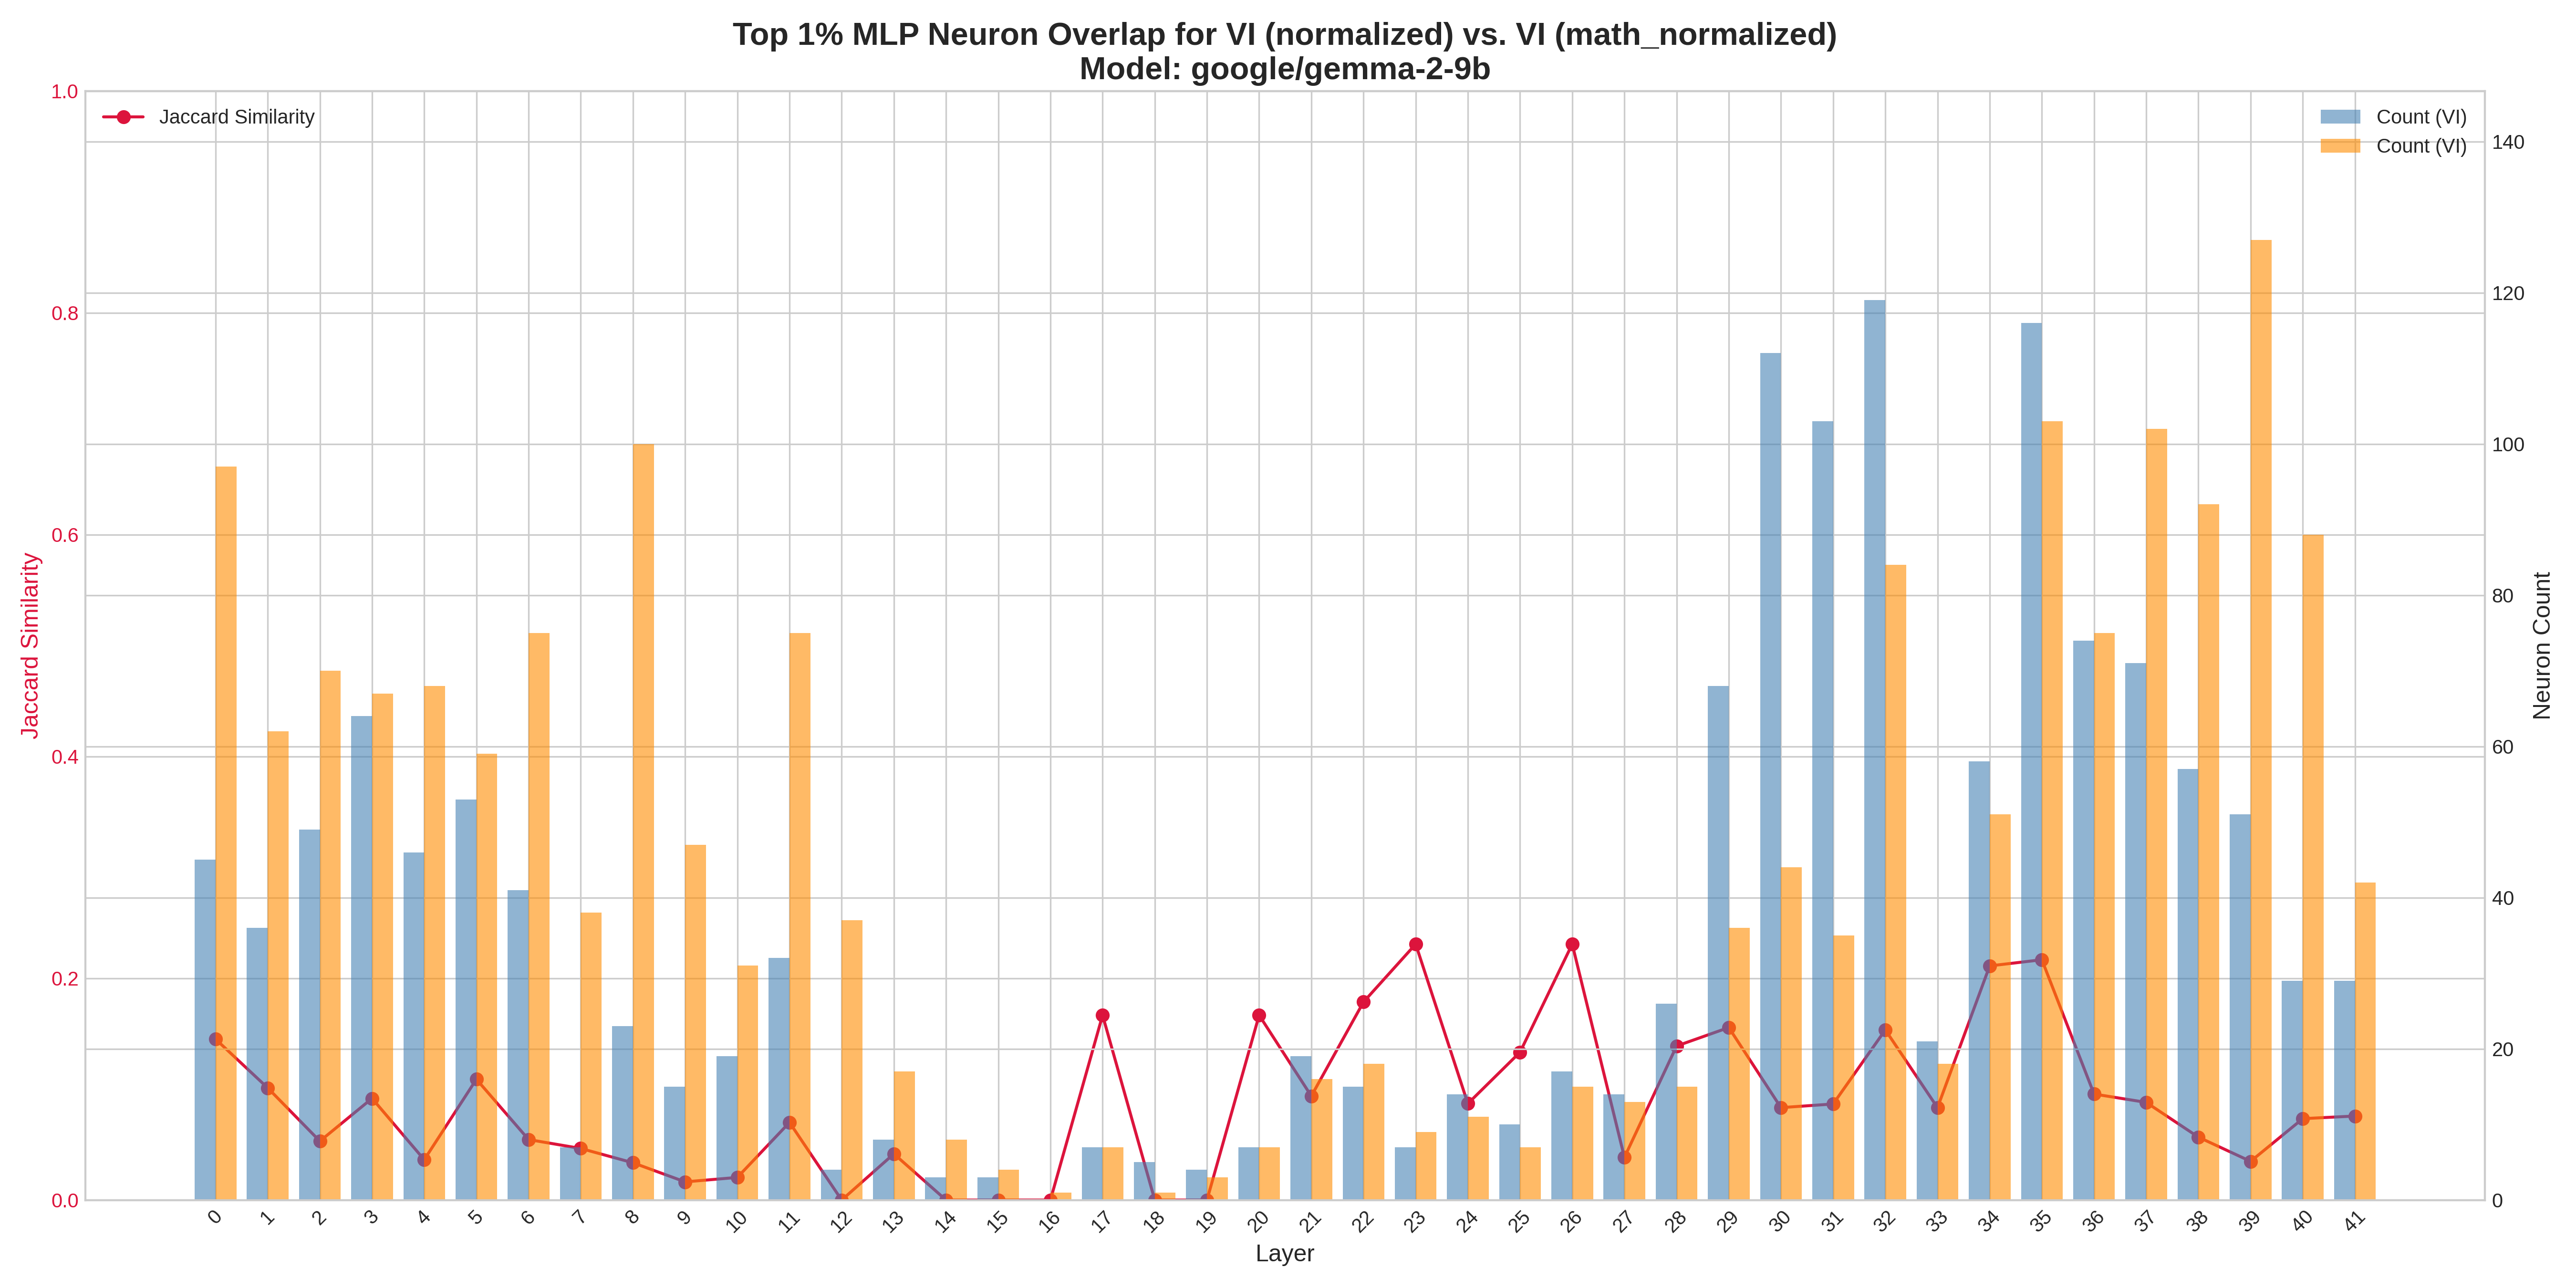 Top 1% MLP Neuron Overlap for VI (normalized) vs. VI (math_normalized)
Model: google/gemma-2-9b
Jaccard Similarity
Count (VI)
Count (VI)
1.0
0.8
0.6
0.4
0.2
0.0
Jaccard Similarity
140
120
100
80
60
40
20
0
Neuron Count
0 1 2 3 4 5 6 7 8 9 10 11 12 13 14 15 16 17 18 19 20 21 22 23 24 25 26 27 28 29 30 31 32 33 34 35 36 37 38 39 40 41
Layer